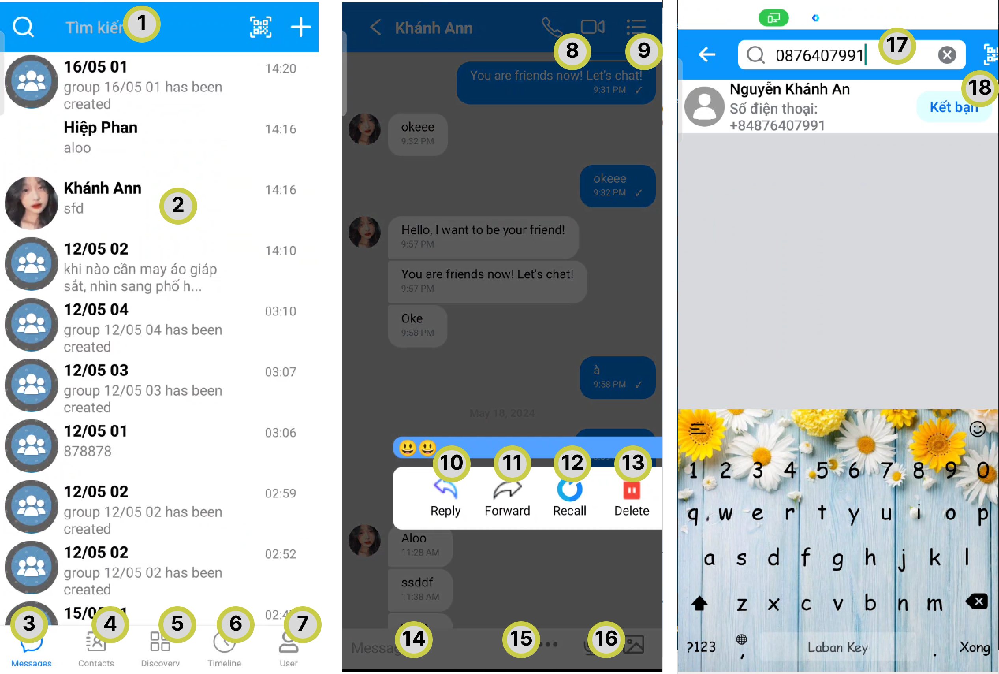 1
16/05 01
14:20
group 16/05 01 has been
created
Hiệp Phan
14:16
aloo
Khánh Ann
14:16
sfd
2
12/05 02
14:10
khi nào cần may áo giáp
sắt, nhìn sang phố h...
12/05 04
03:10
group 12/05 04 has been
created
12/05 03
03:07
group 12/05 03 has been
created
12/05 01
03:06
878878
12/05 02
02:59
group 12/05 02 has been
created
12/05 02
02:52
group 12/05 02 has been
created
3
4
5
6
7
Messages
Contacts
Discovery
Timeline
User
Khánh Ann
8
9
You are friends now! Let's chat!
9:31 PM ✓
okeee
9:32 PM
okeee
9:32 PM ✓
Hello, I want to be your friend!
9:57 PM
You are friends now! Let's chat!
9:57 PM
Oke
9:58 PM
à
9:58 PM ✓
May 18, 2024
10
11
12
13
Reply
Forward
Recall
Delete
Aloo
11:28 AM
ssddf
11:38 AM
14
15
16
0876407991
17
Nguyễn Khánh An
Số điện thoại:
+84876407991
Kết bạn
18
1 2 3 4 5 6 7 8 9 0
q w e r t y u i o p
a s d f g h j k l
z x c v b n m
?123 , Laban Key . Xong